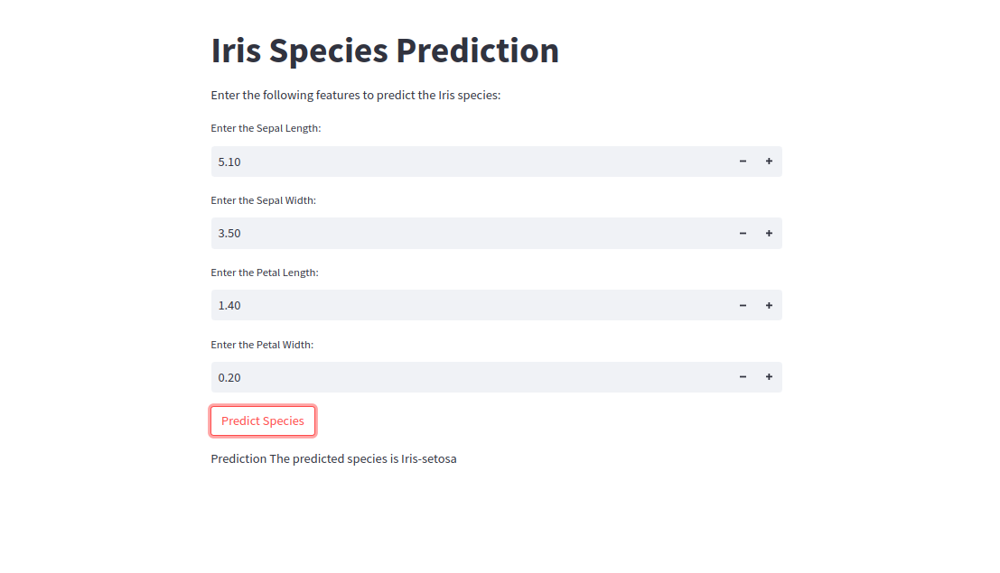 Iris Species Prediction
Enter the following features to predict the Iris species:
Enter the Sepal Length:
5.10
Enter the Sepal Width:
3.50
Enter the Petal Length:
1.40
Enter the Petal Width:
0.20
Predict Species
Prediction The predicted species is Iris-setosa